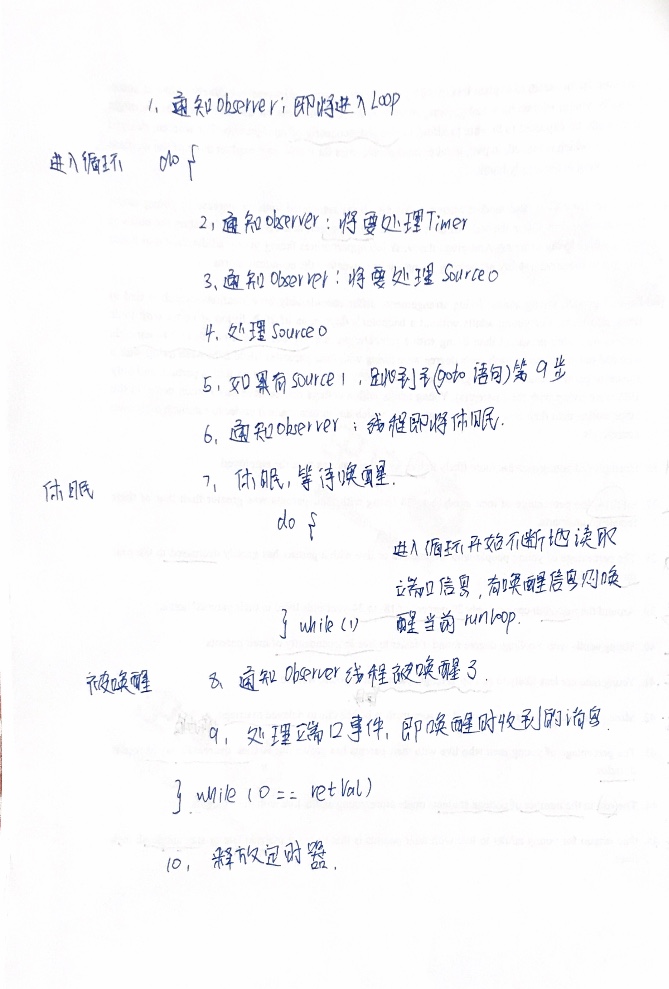 1、通知Observer：即将进入Loop
进入循环 do {
2、通知Observer：将要处理Timer
3、通知Observer：将要处理Source0
4、处理Source0
5、如果有source1，跳到(goto 语句)第9步
6、通知Observer：线程即将休眠.
休眠 7、休眠,等待唤醒.
do {
进入循环开始不断地读取
端口信息,有唤醒信息则唤
} while (1) 醒当前runloop.
被唤醒 8、通知Observer线程被唤醒了.
9、处理端口事件,即唤醒时收到的消息.
} while (0 == retVal)
10、释放定时器.